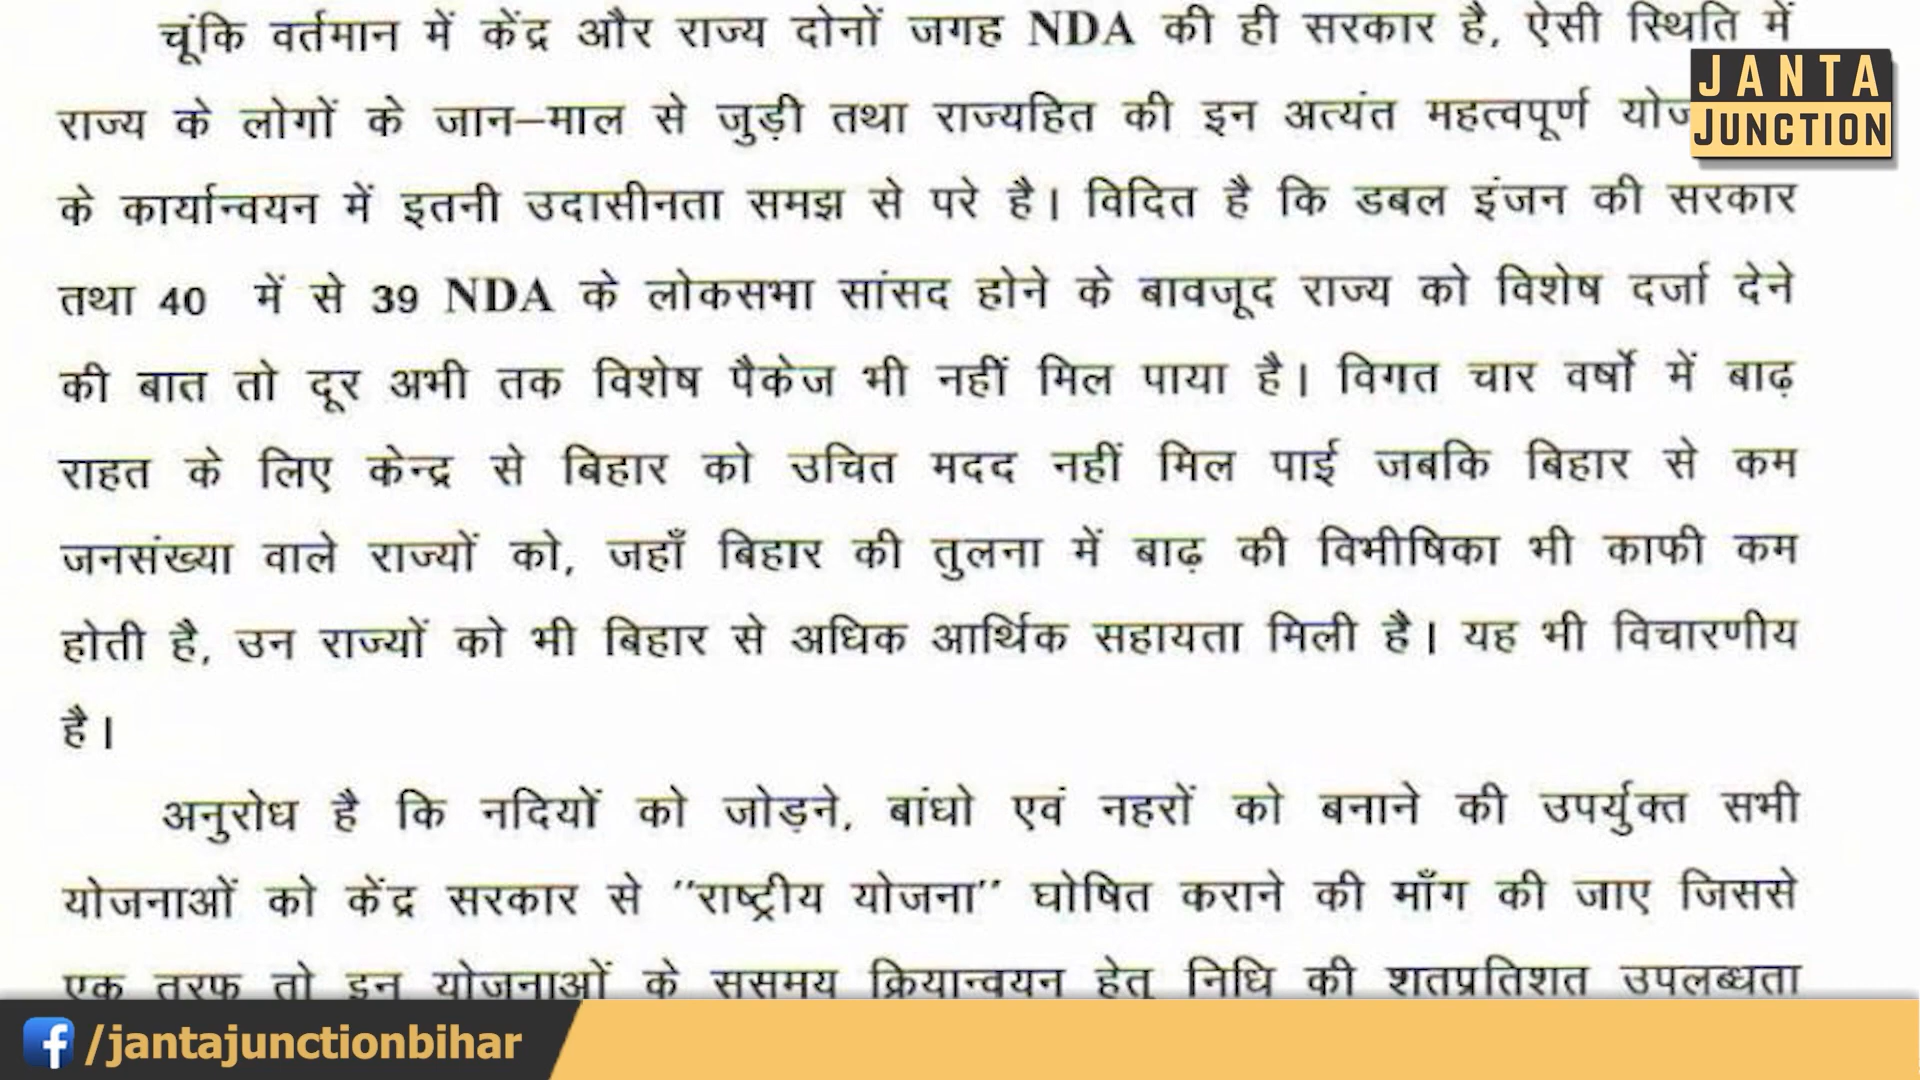 चूंकि वर्तमान में केंद्र और राज्य दोनों जगह NDA की ही सरकार है, ऐसी स्थिति में
JANTA
JUNCTION
राज्य के लोगों के जान–माल से जुड़ी तथा राज्यहित की इन अत्यंत महत्वपूर्ण
के कार्यान्वयन में इतनी उदासीनता समझ से परे है। विदित है कि डबल इंजन की सरकार
तथा 40 में से 39 NDA के लोकसभा सांसद होने के बावजूद राज्य को विशेष दर्जा देने
की बात तो दूर अभी तक विशेष पैकेज भी नहीं मिल पाया है। विगत चार वर्षो में बाढ़
राहत के लिए केन्द्र से बिहार को उचित मदद नहीं मिल पाई जबकि बिहार से कम
जनसंख्या वाले राज्यों को, जहाँ बिहार की तुलना में बाढ़ की विभीषिका भी काफी कम
होती है, उन राज्यों को भी बिहार से अधिक आर्थिक सहायता मिली है। यह भी विचारणीय
है।
अनुरोध है कि नदियों को जोड़ने, बांधो एवं नहरों को बनाने की उपर्युक्त सभी
योजनाओं को केंद्र सरकार से ''राष्ट्रीय योजना'' घोषित कराने की माँग की जाए जिससे
एक तरफ तो इन योजनाओं के ससमय क्रियान्वयन हेतु निधि की शतप्रतिशत उपलब्धता
/jantajunctionbihar